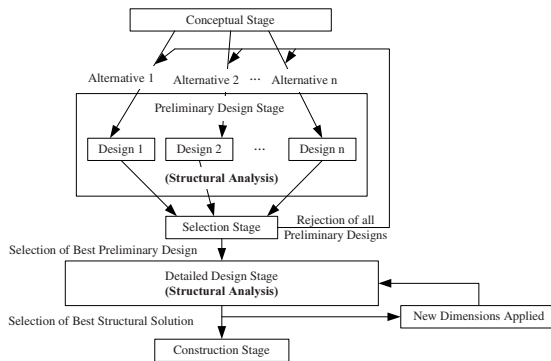 Conceptual Stage
Alternative 1
Alternative 2
...
Alternative n
Preliminary Design Stage
Design 1
Design 2
...
Design n
(Structural Analysis)
Selection Stage
Rejection of all
Preliminary Designs
Selection of Best Preliminary Design
Detailed Design Stage
(Structural Analysis)
Selection of Best Structural Solution
New Dimensions Applied
Construction Stage